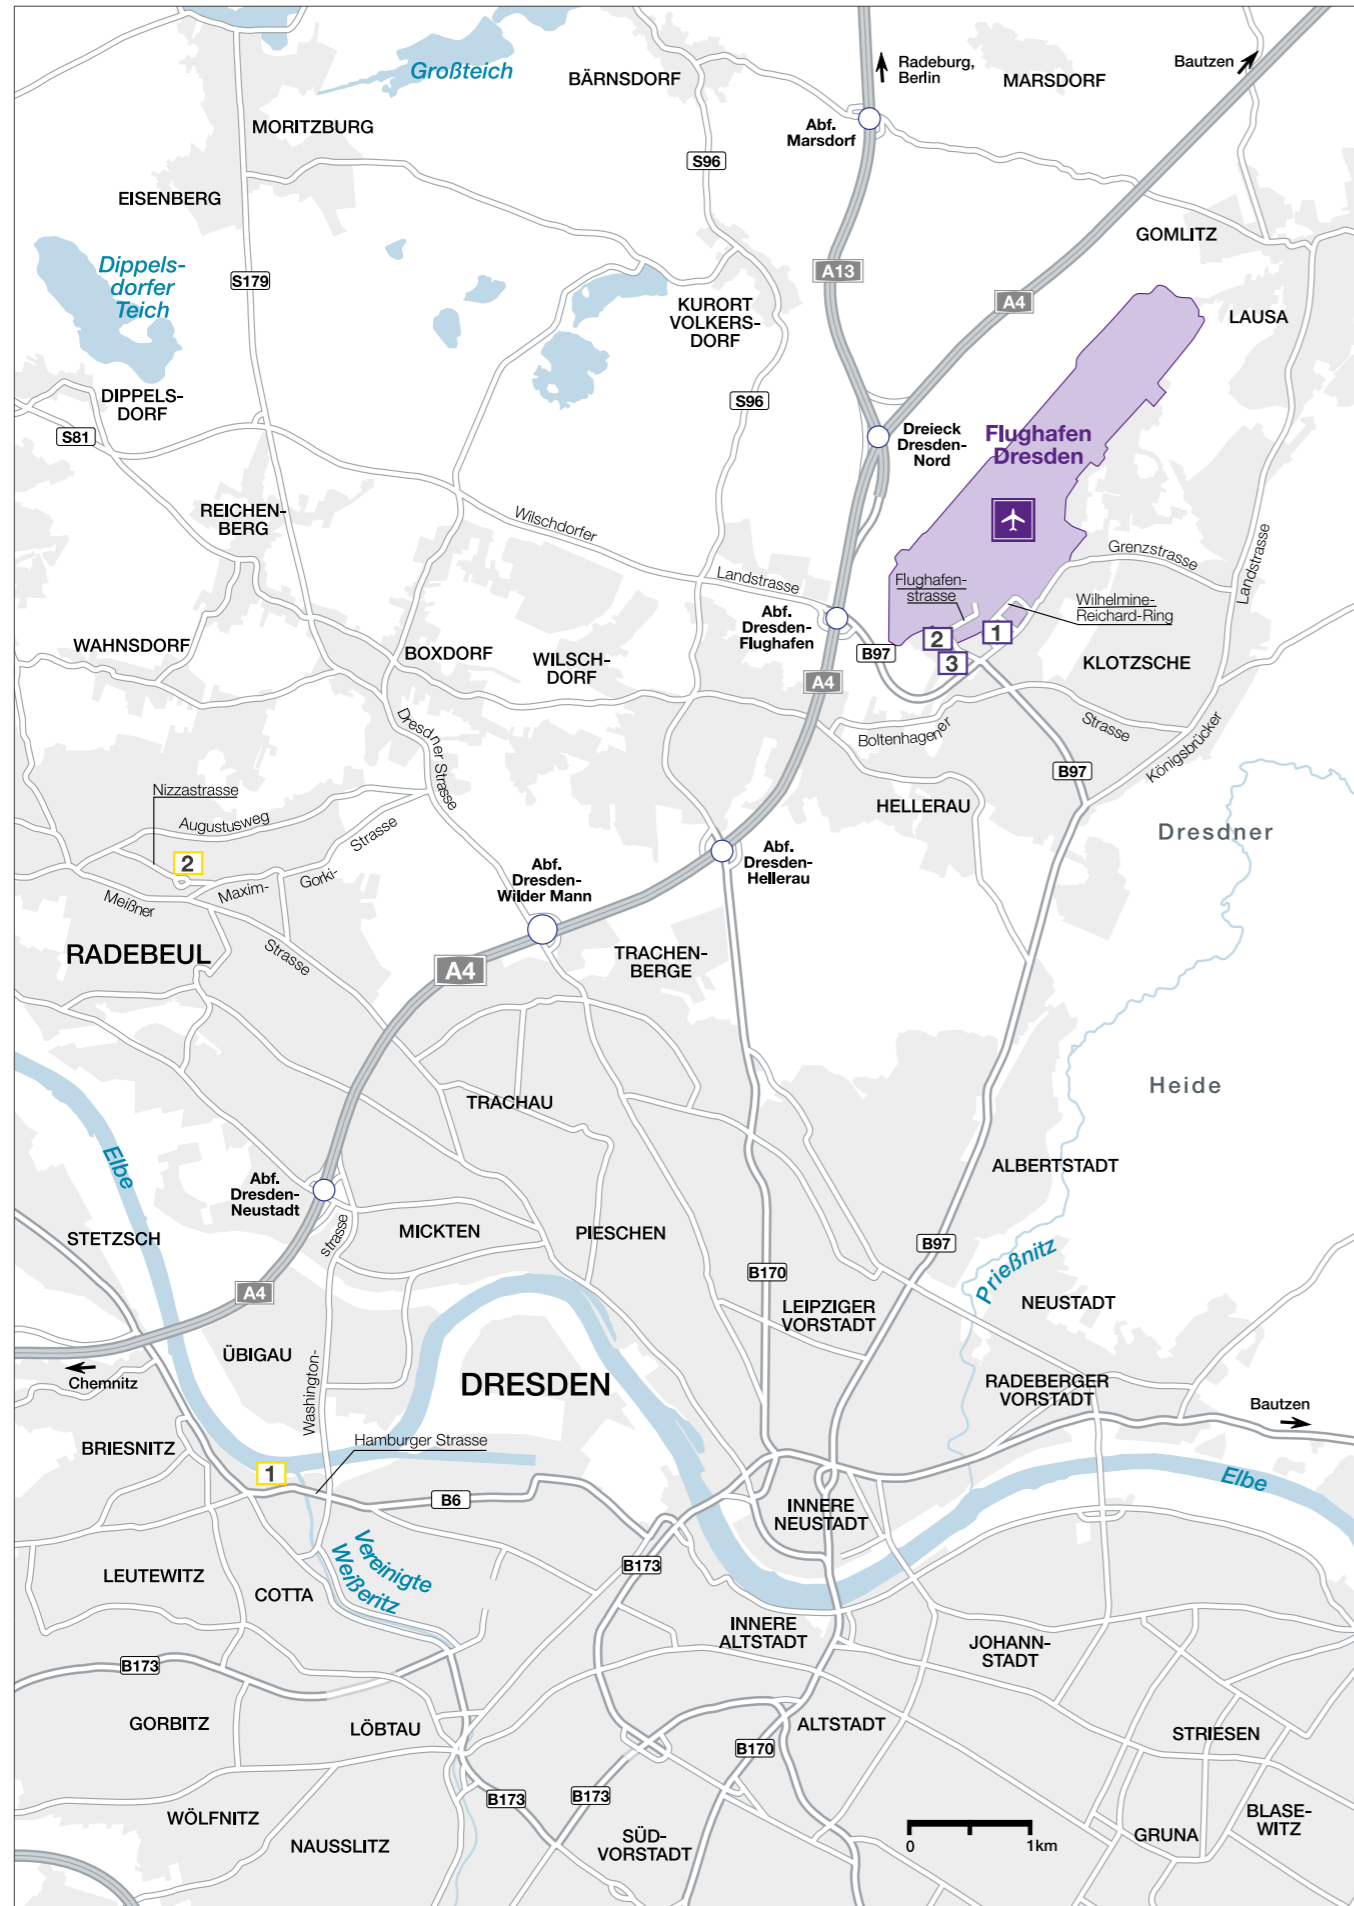 Großteich
BÄRNSDORF
Radeburg,
Berlin
MARSDORF
Bautzen
MORITZBURG
Abf.
Marsdorf
S96
EISENBERG
GOMLITZ
Dippels-
dorfer
Teich
S179
A13
A4
KURORT
VOLKERS-
DORF
LAUSA
DIPPELS-
DORF
S96
S81
Dreieck
Dresden-
Nord
Flughafen
Dresden
REICHEN-
BERG
Wilschdorfer
Landstrasse
Grenzstrasse
Landstrasse
Flughafen-
strasse
Wilhelmine-
Reichard-Ring
Abf.
Dresden-
Flughafen
WAHNSDORF
BOXDORF
WILSCH-
DORF
B97
2
1
3
KLOTZSCHE
A4
Dresdner Strasse
Boltenhagener
Strasse
Königsbrücker
B97
Nizzastrasse
Augustusweg
HELLERAU
Dresdner
2
Strasse
Gorki-
Maxim-
Meißner
Strasse
Abf.
Dresden-
Wilder Mann
Abf.
Dresden-
Hellerau
RADEBEUL
A4
TRACHEN-
BERGE
Heide
TRACHAU
Elbe
ALBERTSTADT
Abf.
Dresden-
Neustadt
STETZSCH
strasse
MICKTEN
PIESCHEN
B97
Prießnitz
B170
A4
LEIPZIGER
VORSTADT
NEUSTADT
ÜBIGAU
Chemnitz
Washington-
DRESDEN
RADEBERGER
VORSTADT
Bautzen
BRIESNITZ
Hamburger Strasse
1
B6
Elbe
INNERE
NEUSTADT
Vereinigte
Weißeritz
B173
LEUTEWITZ
COTTA
INNERE
ALTSTADT
JOHANN-
STADT
B173
GORBITZ
LÖBTAU
ALTSTADT
STRIESEN
B170
B173
B173
WÖLFNITZ
NAUSSLITZ
SÜD-
VORSTADT
0
1km
GRUNA
BLASE-
WITZ